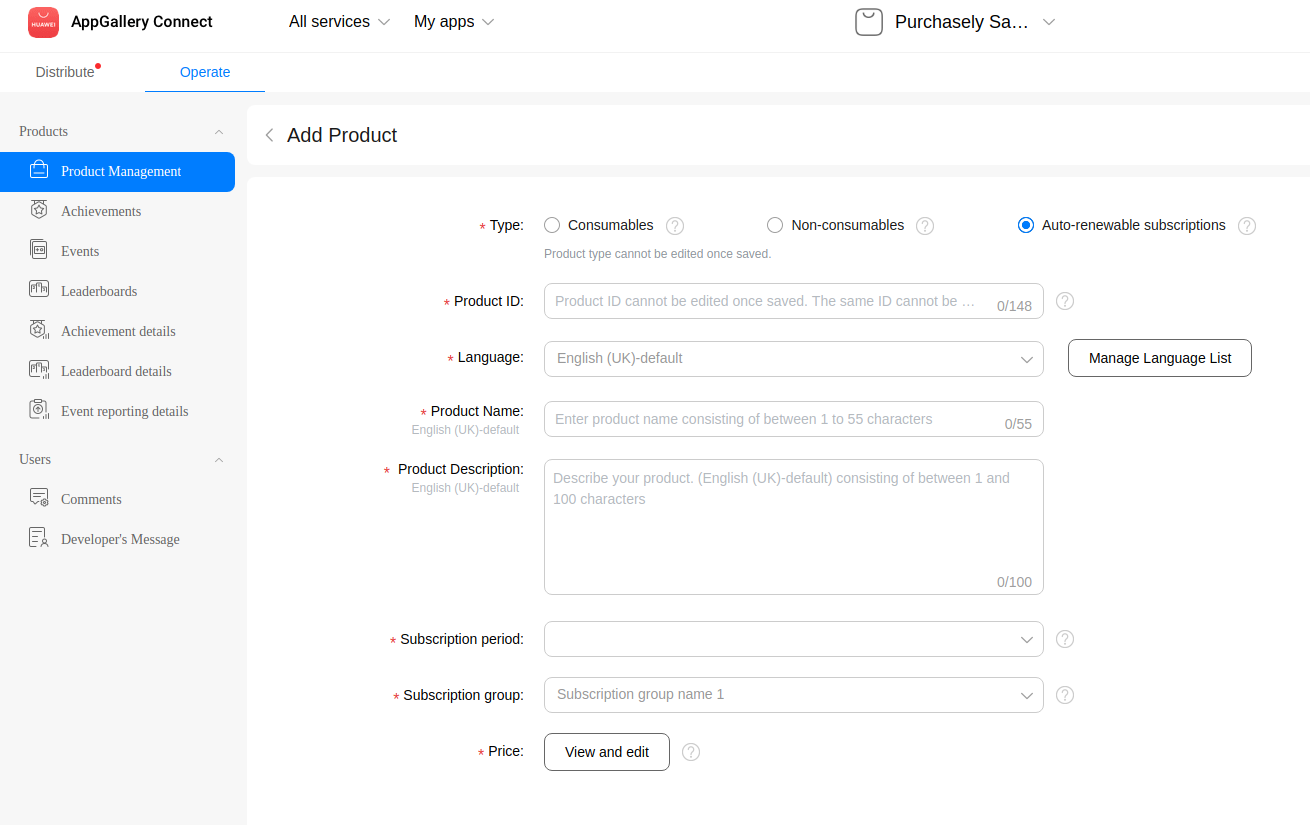 HUAWEI
AppGallery Connect
All services
My apps
Purchasely Sa…
Distribute
Operate
Products
Product Management
Achievements
Events
Leaderboards
Achievement details
Leaderboard details
Event reporting details
Users
Comments
Developer's Message
Add Product
* Type:
Consumables ?
Non-consumables ?
Auto-renewable subscriptions ?
Product type cannot be edited once saved.
* Product ID:
Product ID cannot be edited once saved. The same ID cannot be …
0/148
?
* Language:
English (UK)-default
Manage Language List
* Product Name:
English (UK)-default
Enter product name consisting of between 1 to 55 characters
0/55
* Product Description:
English (UK)-default
Describe your product. (English (UK)-default) consisting of between 1 and
100 characters
0/100
* Subscription period:
?
* Subscription group:
Subscription group name 1
?
* Price:
View and edit
?